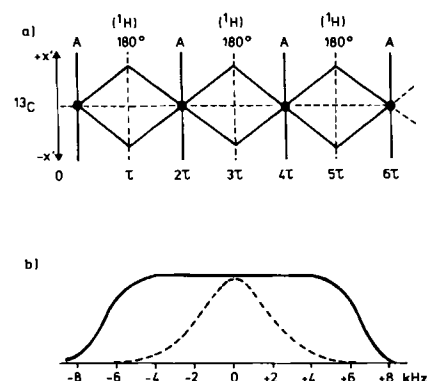 (¹H) (¹H) (¹H)
a) A 180° A 180° A 180° A
+x'
¹³C
-x'
0 τ 2τ 3τ 4τ 5τ 6τ
b)
-8 -6 -4 -2 0 +2 +4 +6 +8 kHz